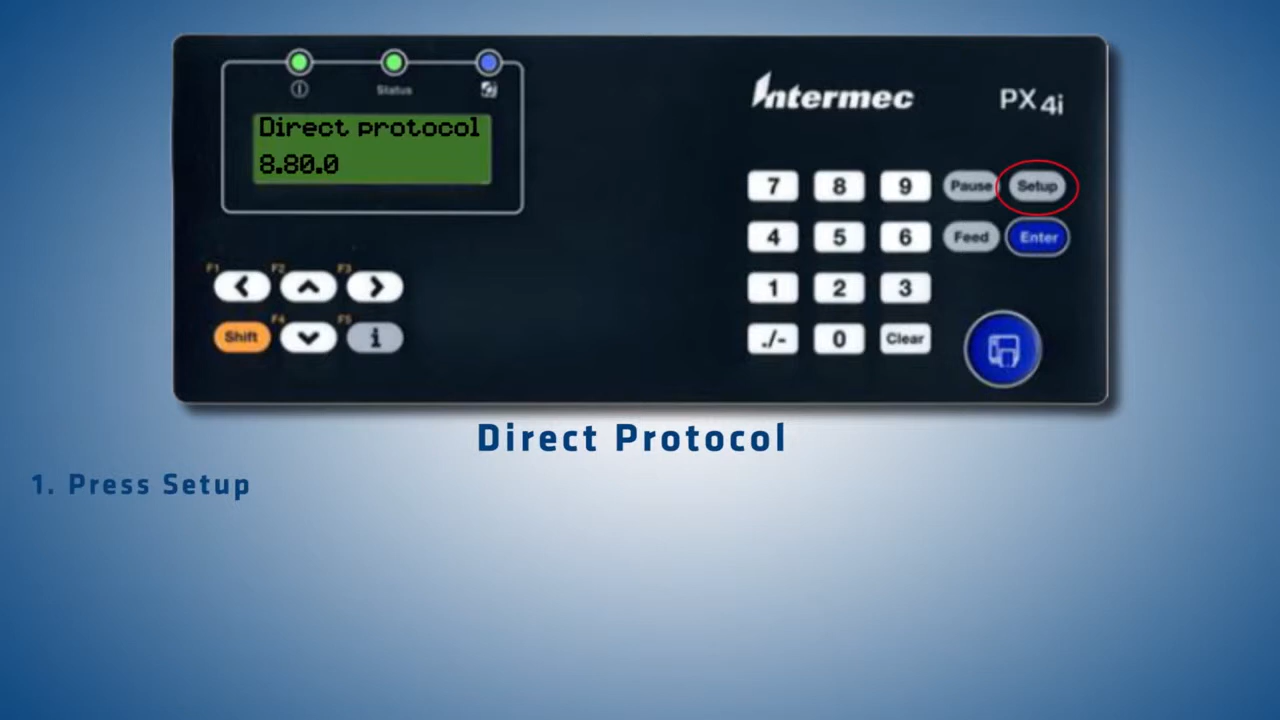 Status
Direct protocol
8.80.0
Intermec
PX4i
7 8 9 Pause Setup
4 5 6 Feed Enter
1 2 3
./- 0 Clear
F1 F2 F3
Shift F4 F5 i
Direct Protocol
1. Press Setup